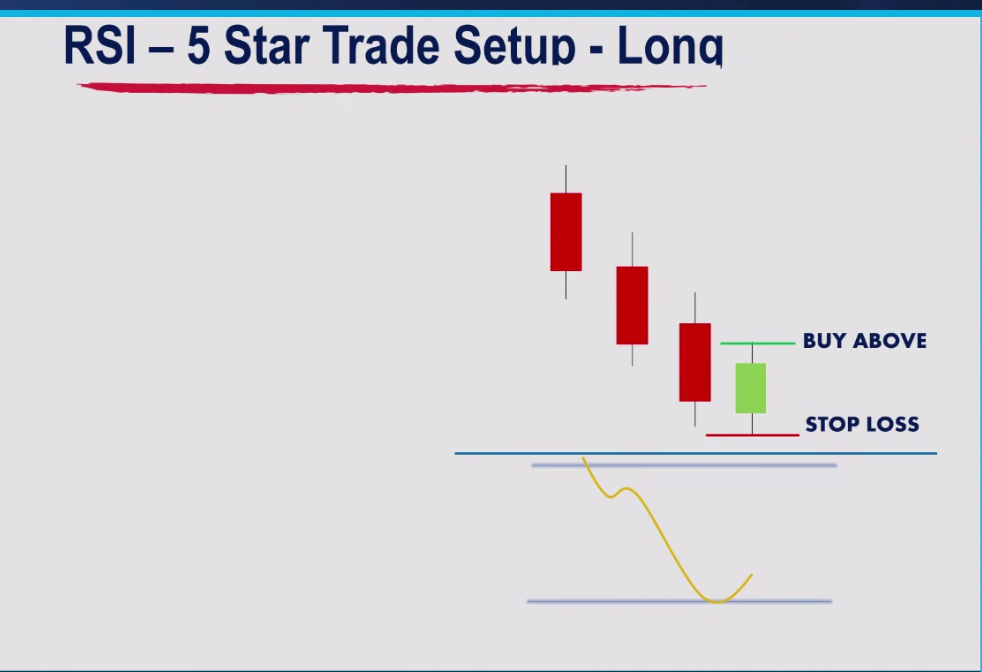 RSI – 5 Star Trade Setup - Long
BUY ABOVE
STOP LOSS